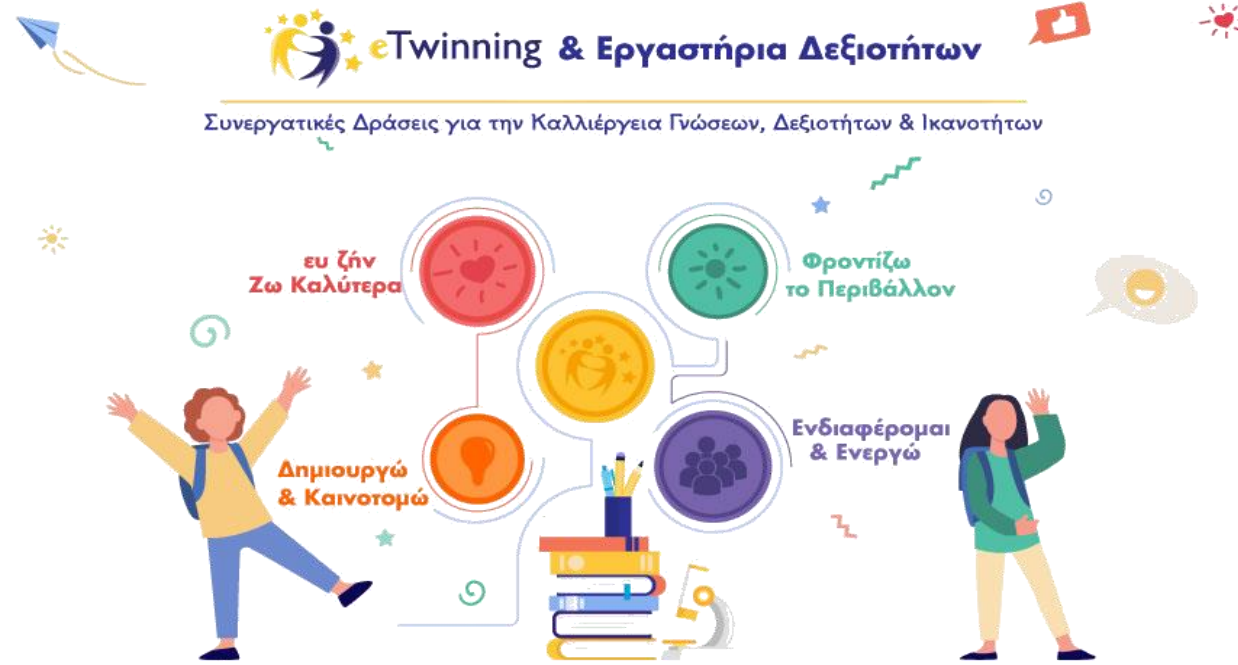 eTwinning & Εργαστήρια Δεξιοτήτων
Συνεργατικές Δράσεις για την Καλλιέργεια Γνώσεων, Δεξιοτήτων & Ικανοτήτων
ευ ζήν
Ζω Καλύτερα
Φροντίζω
το Περιβάλλον
Δημιουργώ
& Καινοτομώ
Ενδιαφέρομαι
& Ενεργώ